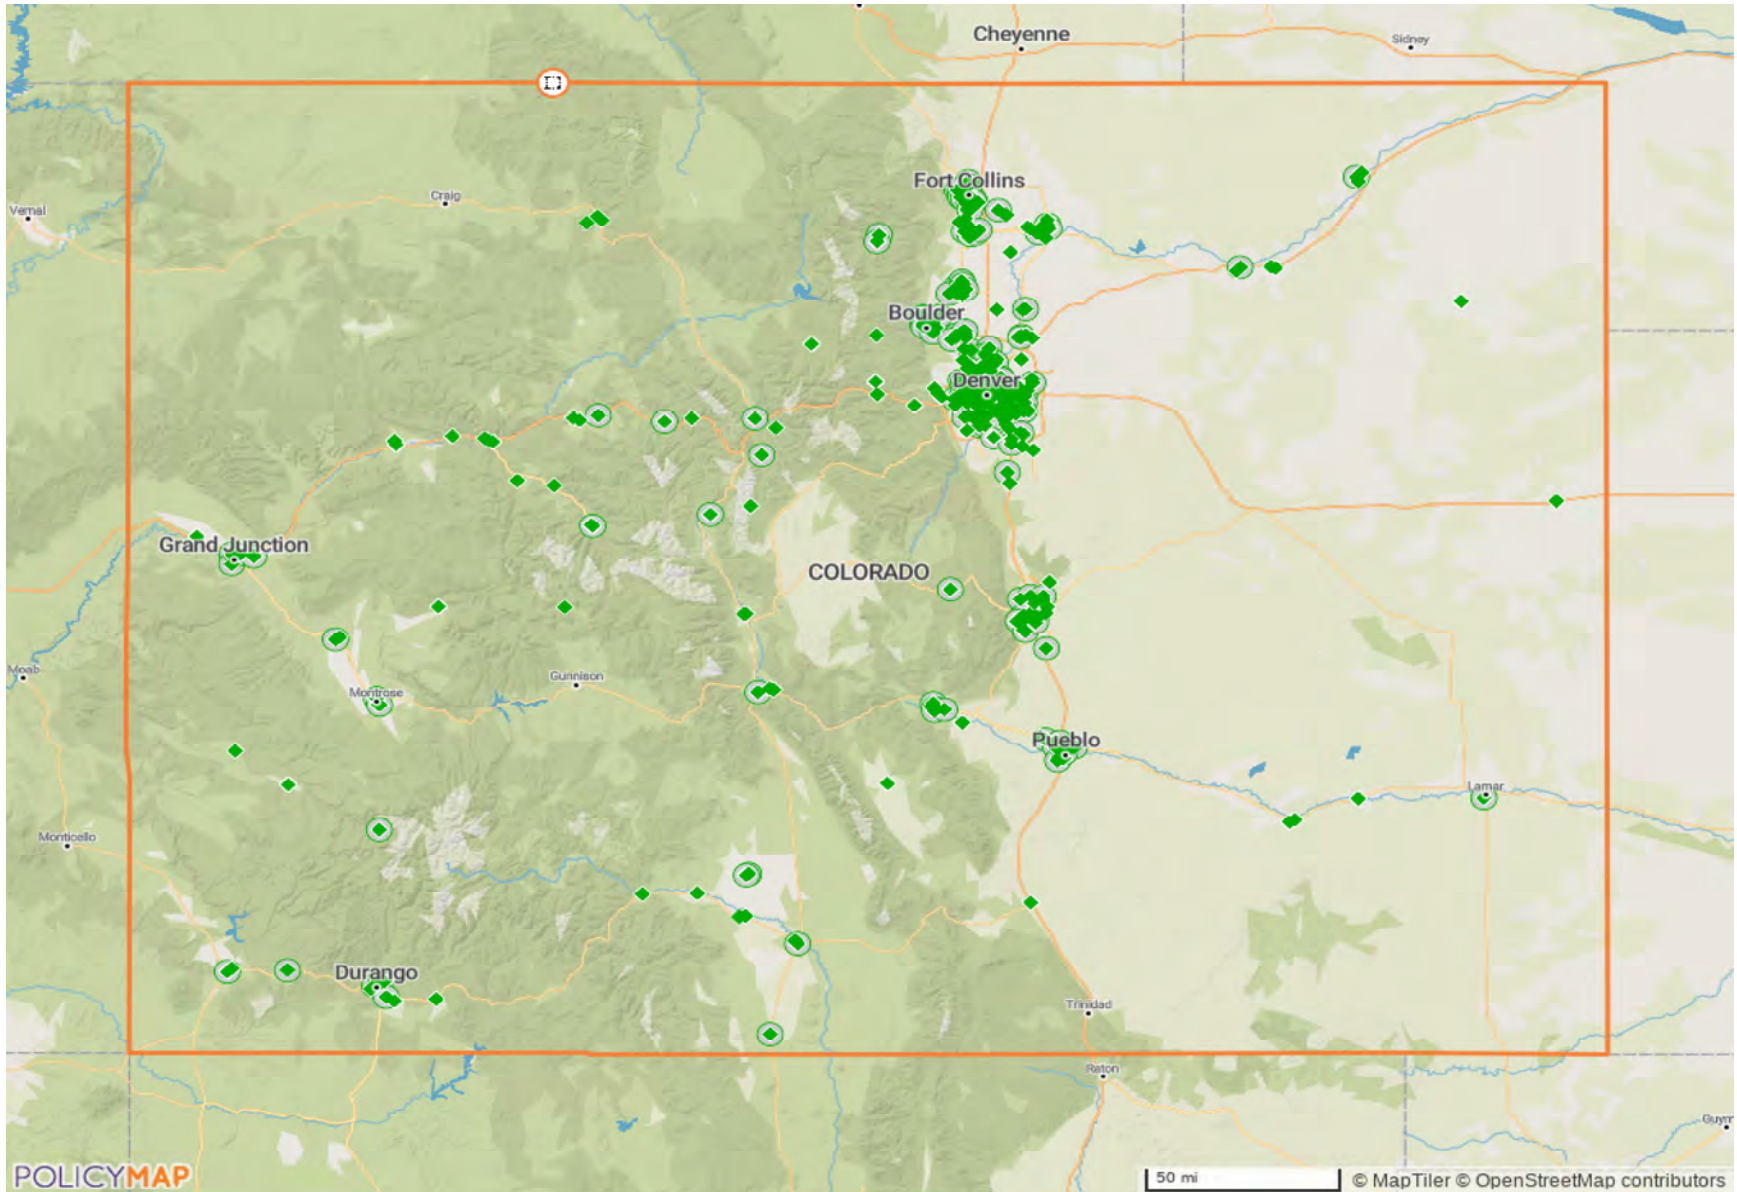 Cheyenne
Sidney
Fort Collins
Craig
Vernal
Boulder
Denver
Grand Junction
COLORADO
Moab
Gunnison
Montrose
Pueblo
Lamar
Monticello
Durango
Trinidad
Raton
Guym
POLICYMAP
50 mi
© MapTiler © OpenStreetMap contributors